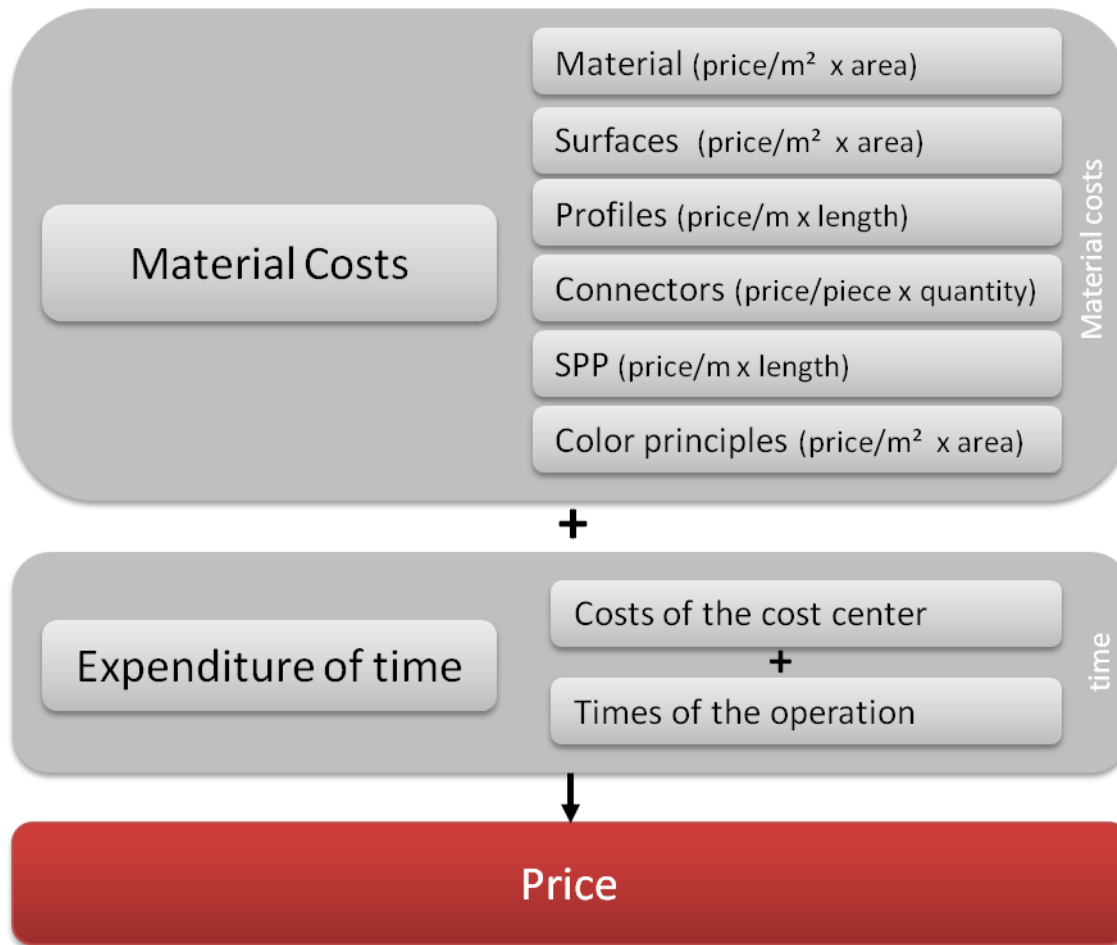 Material Costs
Material (price/m² x area)
Surfaces (price/m² x area)
Profiles (price/m x length)
Connectors (price/piece x quantity)
SPP (price/m x length)
Color principles (price/m² x area)
Material costs
+
Expenditure of time
Costs of the cost center
+
Times of the operation
time
Price